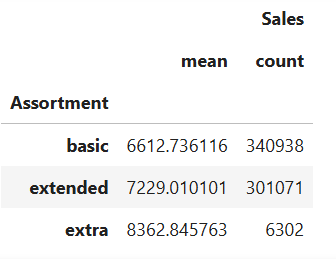 Sales
mean count
Assortment
basic 6612.736116 340938
extended 7229.010101 301071
extra 8362.845763 6302